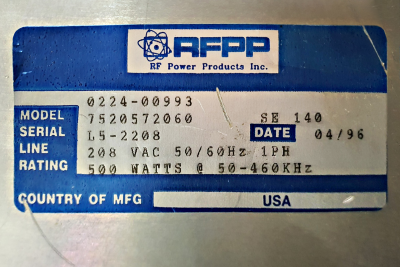 RFPP
RF Power Products Inc.
0224-00993
MODEL 7520572060 SE 140
SERIAL L5-2208 DATE 04/96
LINE 208 VAC 50/60Hz 1PH
RATING 500 WATTS @ 50-460KHz
COUNTRY OF MFG USA